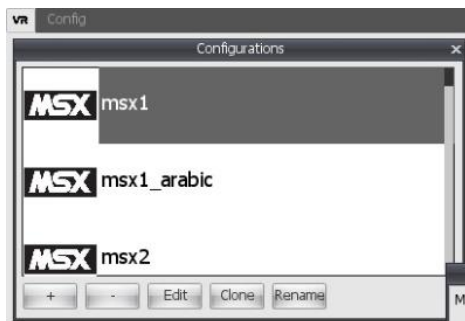 VR Config
Configurations ×
MSX msx1
MSX msx1_arabic
MSX msx2
+ - Edit Clone Rename
M